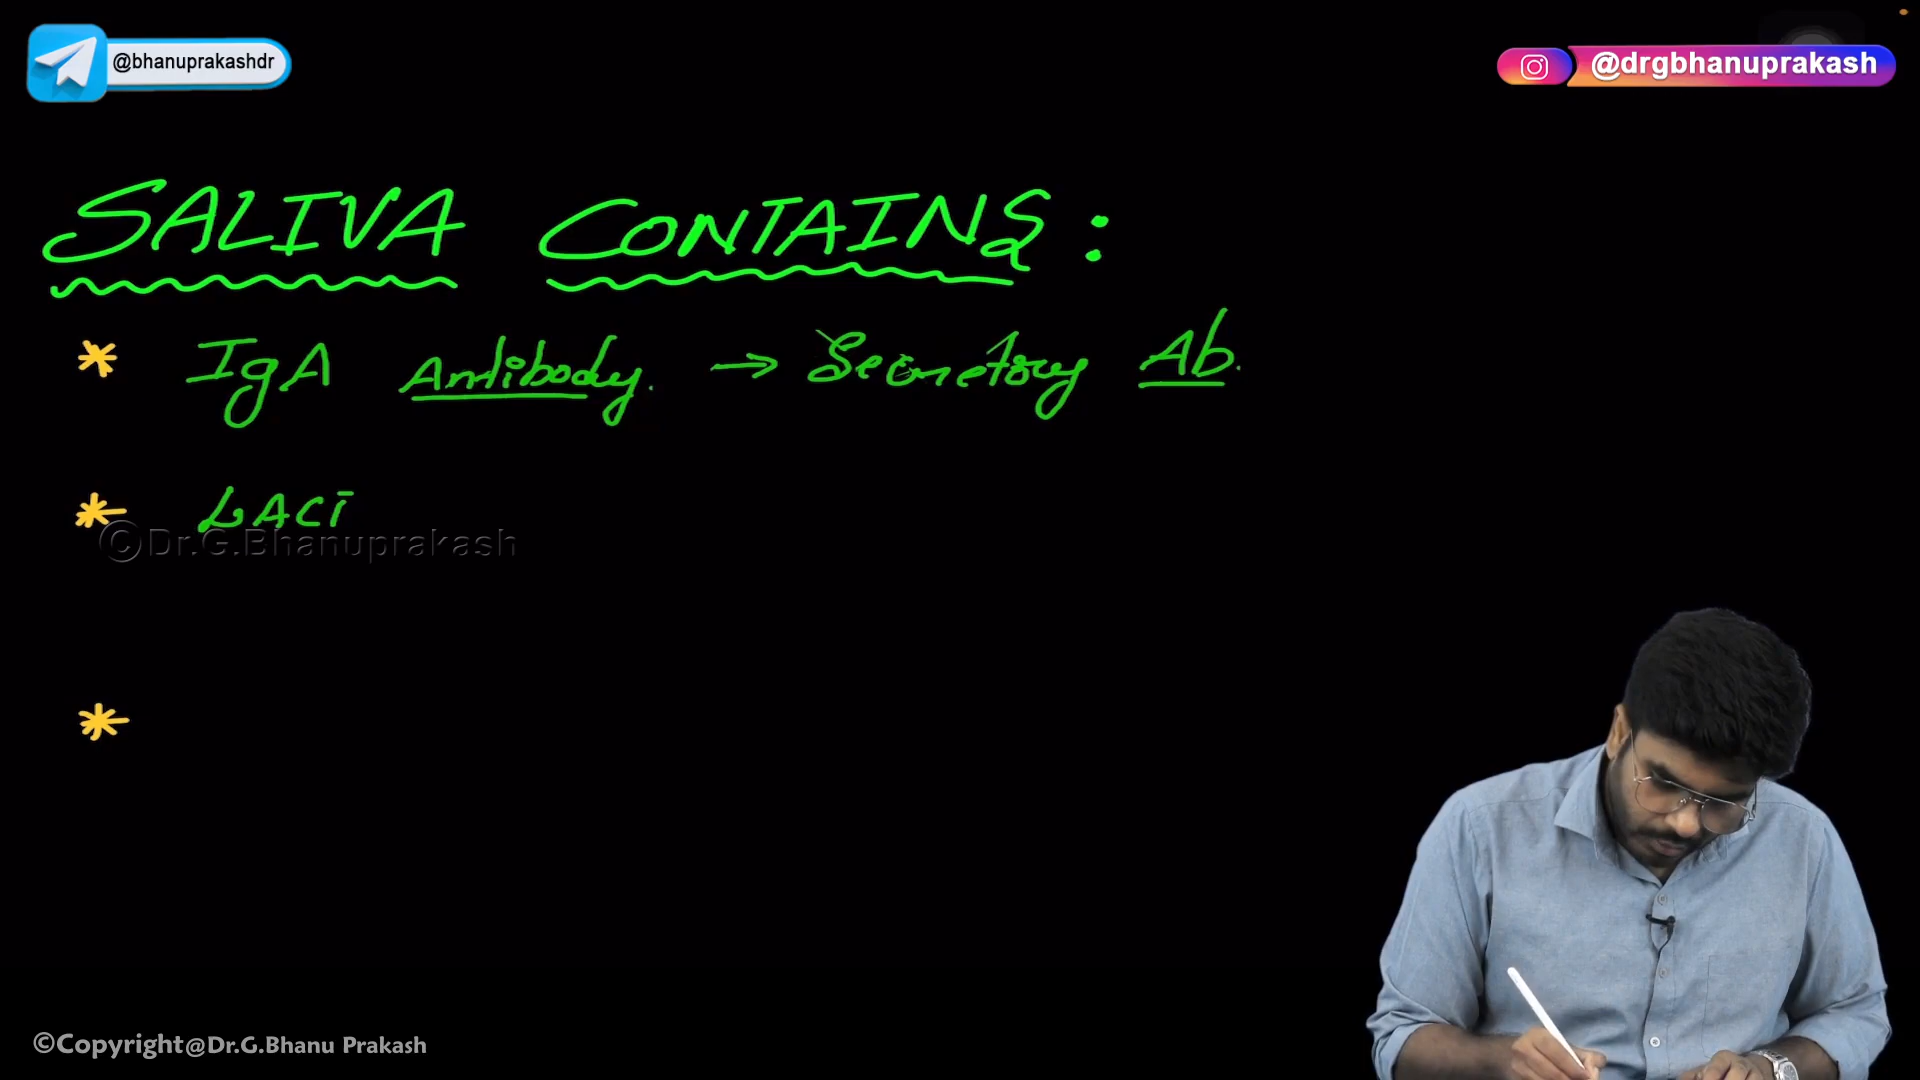 @bhanuprakashdr
@drgbhanuprakash
SALIVA CONTAINS :
* IgA Antibody. → Secretory Ab.
* LACi
©Dr.G.Bhanuprakash
*
©Copyright@Dr.G.Bhanu Prakash